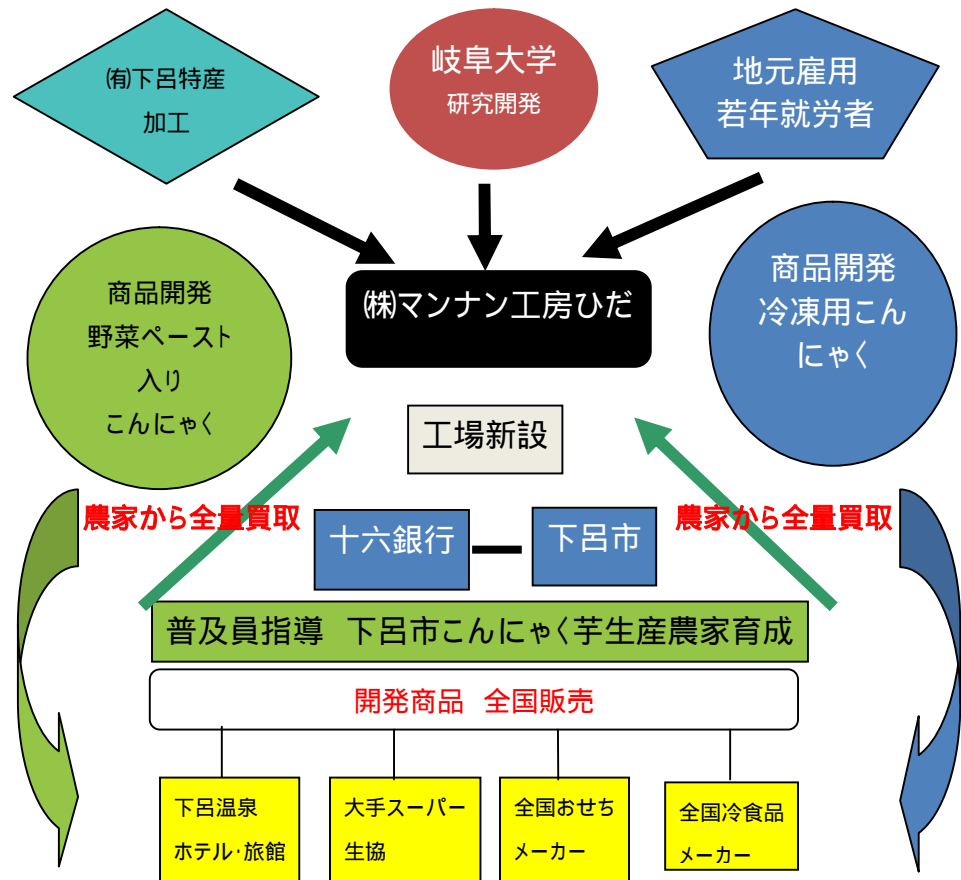 ㈲下呂特産
加工
岐阜大学
研究開発
地元雇用
若年就労者
商品開発
野菜ペースト
入り
こんにゃく
㈱マンナン工房ひだ
商品開発
冷凍用こん
にゃく
工場新設
農家から全量買取
農家から全量買取
十六銀行
下呂市
普及員指導 下呂市こんにゃく芋生産農家育成
開発商品 全国販売
下呂温泉
ホテル・旅館
大手スーパー
生協
全国おせち
メーカー
全国冷食品
メーカー